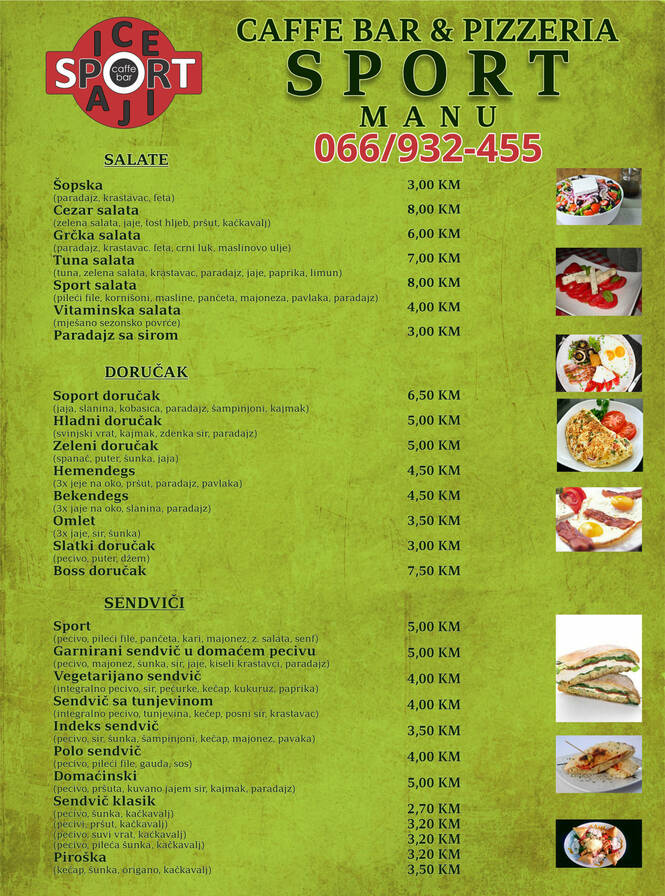 ICE
SPORT
caffe
bar
AJI
CAFFE BAR & PIZZERIA
SPORT
MANU
066/932-455
SALATE
Šopska 3,00 KM
(paradajz, krastavac, feta)
Cezar salata 8,00 KM
(zelena salata, jaje, tost hljeb, pršut, kačkavalj)
Grčka salata 6,00 KM
(paradajz, krastavac. feta, crni luk, maslinovo ulje)
Tuna salata 7,00 KM
(tuna, zelena salata, krastavac, paradajz, jaje, paprika, limun)
Sport salata 8,00 KM
(pileći file, kornišoni, masline, pančeta, majoneza, pavlaka, paradajz)
Vitaminska salata 4,00 KM
(mješano sezonsko povrće)
Paradajz sa sirom 3,00 KM
DORUČAK
Soport doručak 6,50 KM
(jaja, slanina, kobasica, paradajz, šampinjoni, kajmak)
Hladni doručak 5,00 KM
(svinjski vrat, kajmak, zdenka sir, paradajz)
Zeleni doručak 5,00 KM
(spanać, puter, šunka, jaja)
Hemendegs 4,50 KM
(3x jeje na oko, pršut, paradajz, pavlaka)
Bekendegs 4,50 KM
(3x jaje na oko, slanina, paradajz)
Omlet 3,50 KM
(3x jaje, sir, šunka)
Slatki doručak 3,00 KM
(pecivo, puter, džem)
Boss doručak 7,50 KM
SENDVIČI
Sport 5,00 KM
(pecivo, pileći file, pančeta, kari, majonez, z. salata, senf)
Garnirani sendvič u domaćem pecivu 5,00 KM
(pecivo, majonez, šunka, sir, jaje, kiseli krastavci, paradajz)
Vegetarijano sendvič 4,00 KM
(integralno pecivo, sir, pečurke, kečap, kukuruz, paprika)
Sendvič sa tunjevinom 4,00 KM
(integralno pecivo, tunjevina, kečep, posni sir, krastavac)
Indeks sendvič 3,50 KM
(pecivo, sir, šunka, šampinjoni, kečap, majonez, pavaka)
Polo sendvič 4,00 KM
(pecivo, pileći file, gauda, sos)
Domaćinski 5,00 KM
(pecivo, pršuta, kuvano jajem sir, kajmak, paradajz)
Sendvič klasik 2,70 KM
(pecivo, šunka, kačkavalj)
(pecivi, pršut, kačkavalj) 3,20 KM
(pecivo, suvi vrat, kačkavalj) 3,20 KM
(pecivo, pileća šunka, kačkavalj) 3,20 KM
Piroška 3,50 KM
(kečap, šunka, origano, kačkavalj)